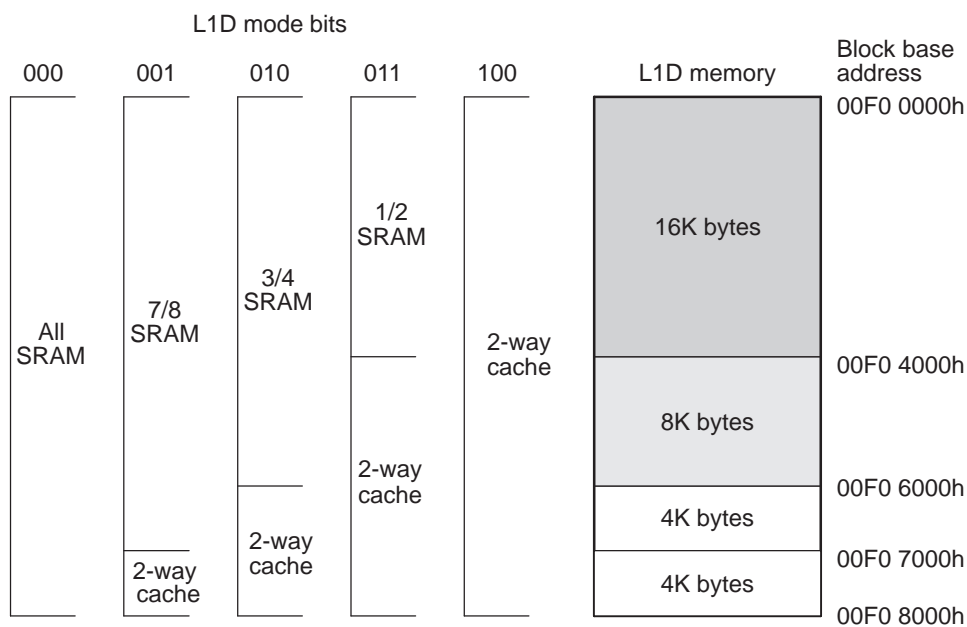 L1D mode bits
000 001 010 011 100 L1D memory Block base
address
00F0 0000h
1/2
SRAM
16K bytes
3/4
SRAM
7/8
SRAM
All
SRAM
2-way
cache
00F0 4000h
8K bytes
2-way
cache
00F0 6000h
4K bytes
2-way
cache
00F0 7000h
2-way
cache
4K bytes
00F0 8000h